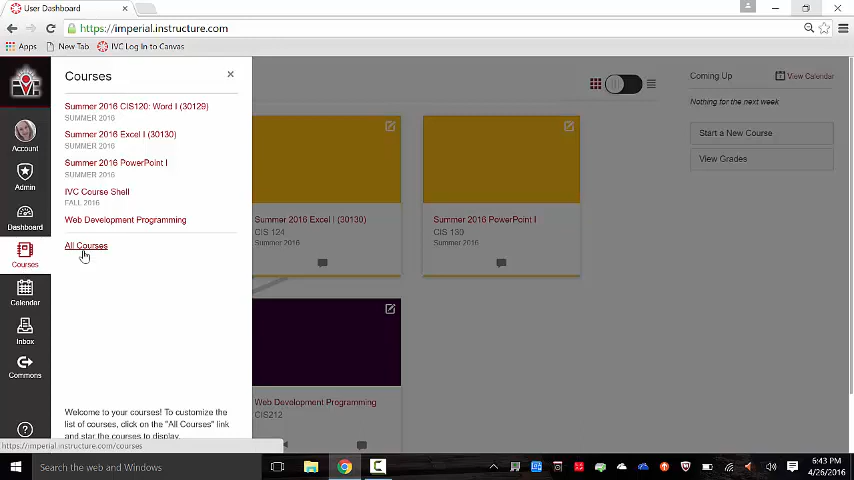 User Dashboard
https://imperial.instructure.com
Apps
New Tab
IVC Log In to Canvas
Courses
Summer 2016 CIS120: Word I (30129)
SUMMER 2016
Summer 2016 Excel I (30130)
SUMMER 2016
Summer 2016 PowerPoint I
SUMMER 2016
IVC Course Shell
FALL 2016
Web Development Programming
All Courses
Welcome to your courses! To customize the
list of courses, click on the "All Courses" link
and star the courses to display.
Account
Admin
Dashboard
Courses
Calendar
Inbox
Commons
Summer 2016 Excel I (30130)
CIS 124
Summer 2016
Summer 2016 PowerPoint I
CIS 130
Summer 2016
Web Development Programming
CIS212
Coming Up
View Calendar
Nothing for the next week
Start a New Course
View Grades
https://imperial.instructure.com/courses
Search the web and Windows
6:43 PM
4/26/2016